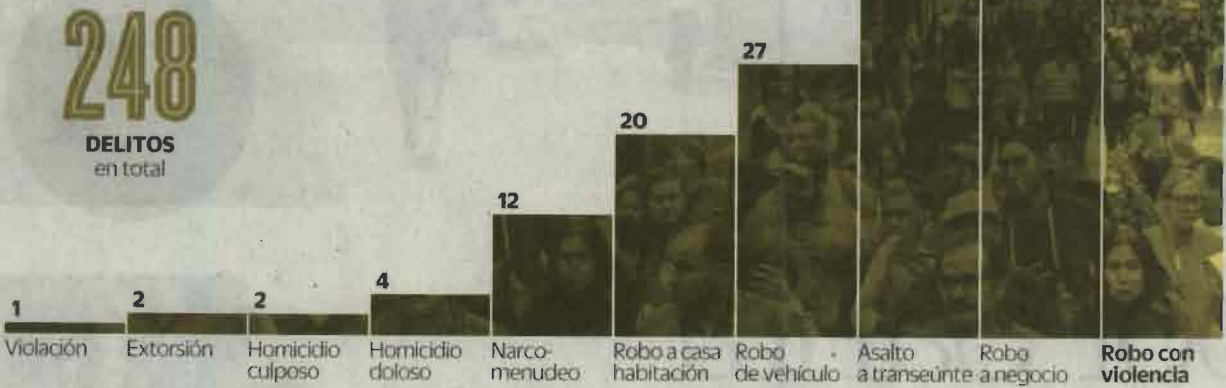 248
DELITOS
en total
1
2
2
4
12
20
27
Violación
Extorsión
Homicidio
culposo
Homicidio
doloso
Narco-
menudeo
Robo a casa
habitación
Robo
de vehículo
Asalto
a transeúnte
Robo
a negocio
Robo con
violencia